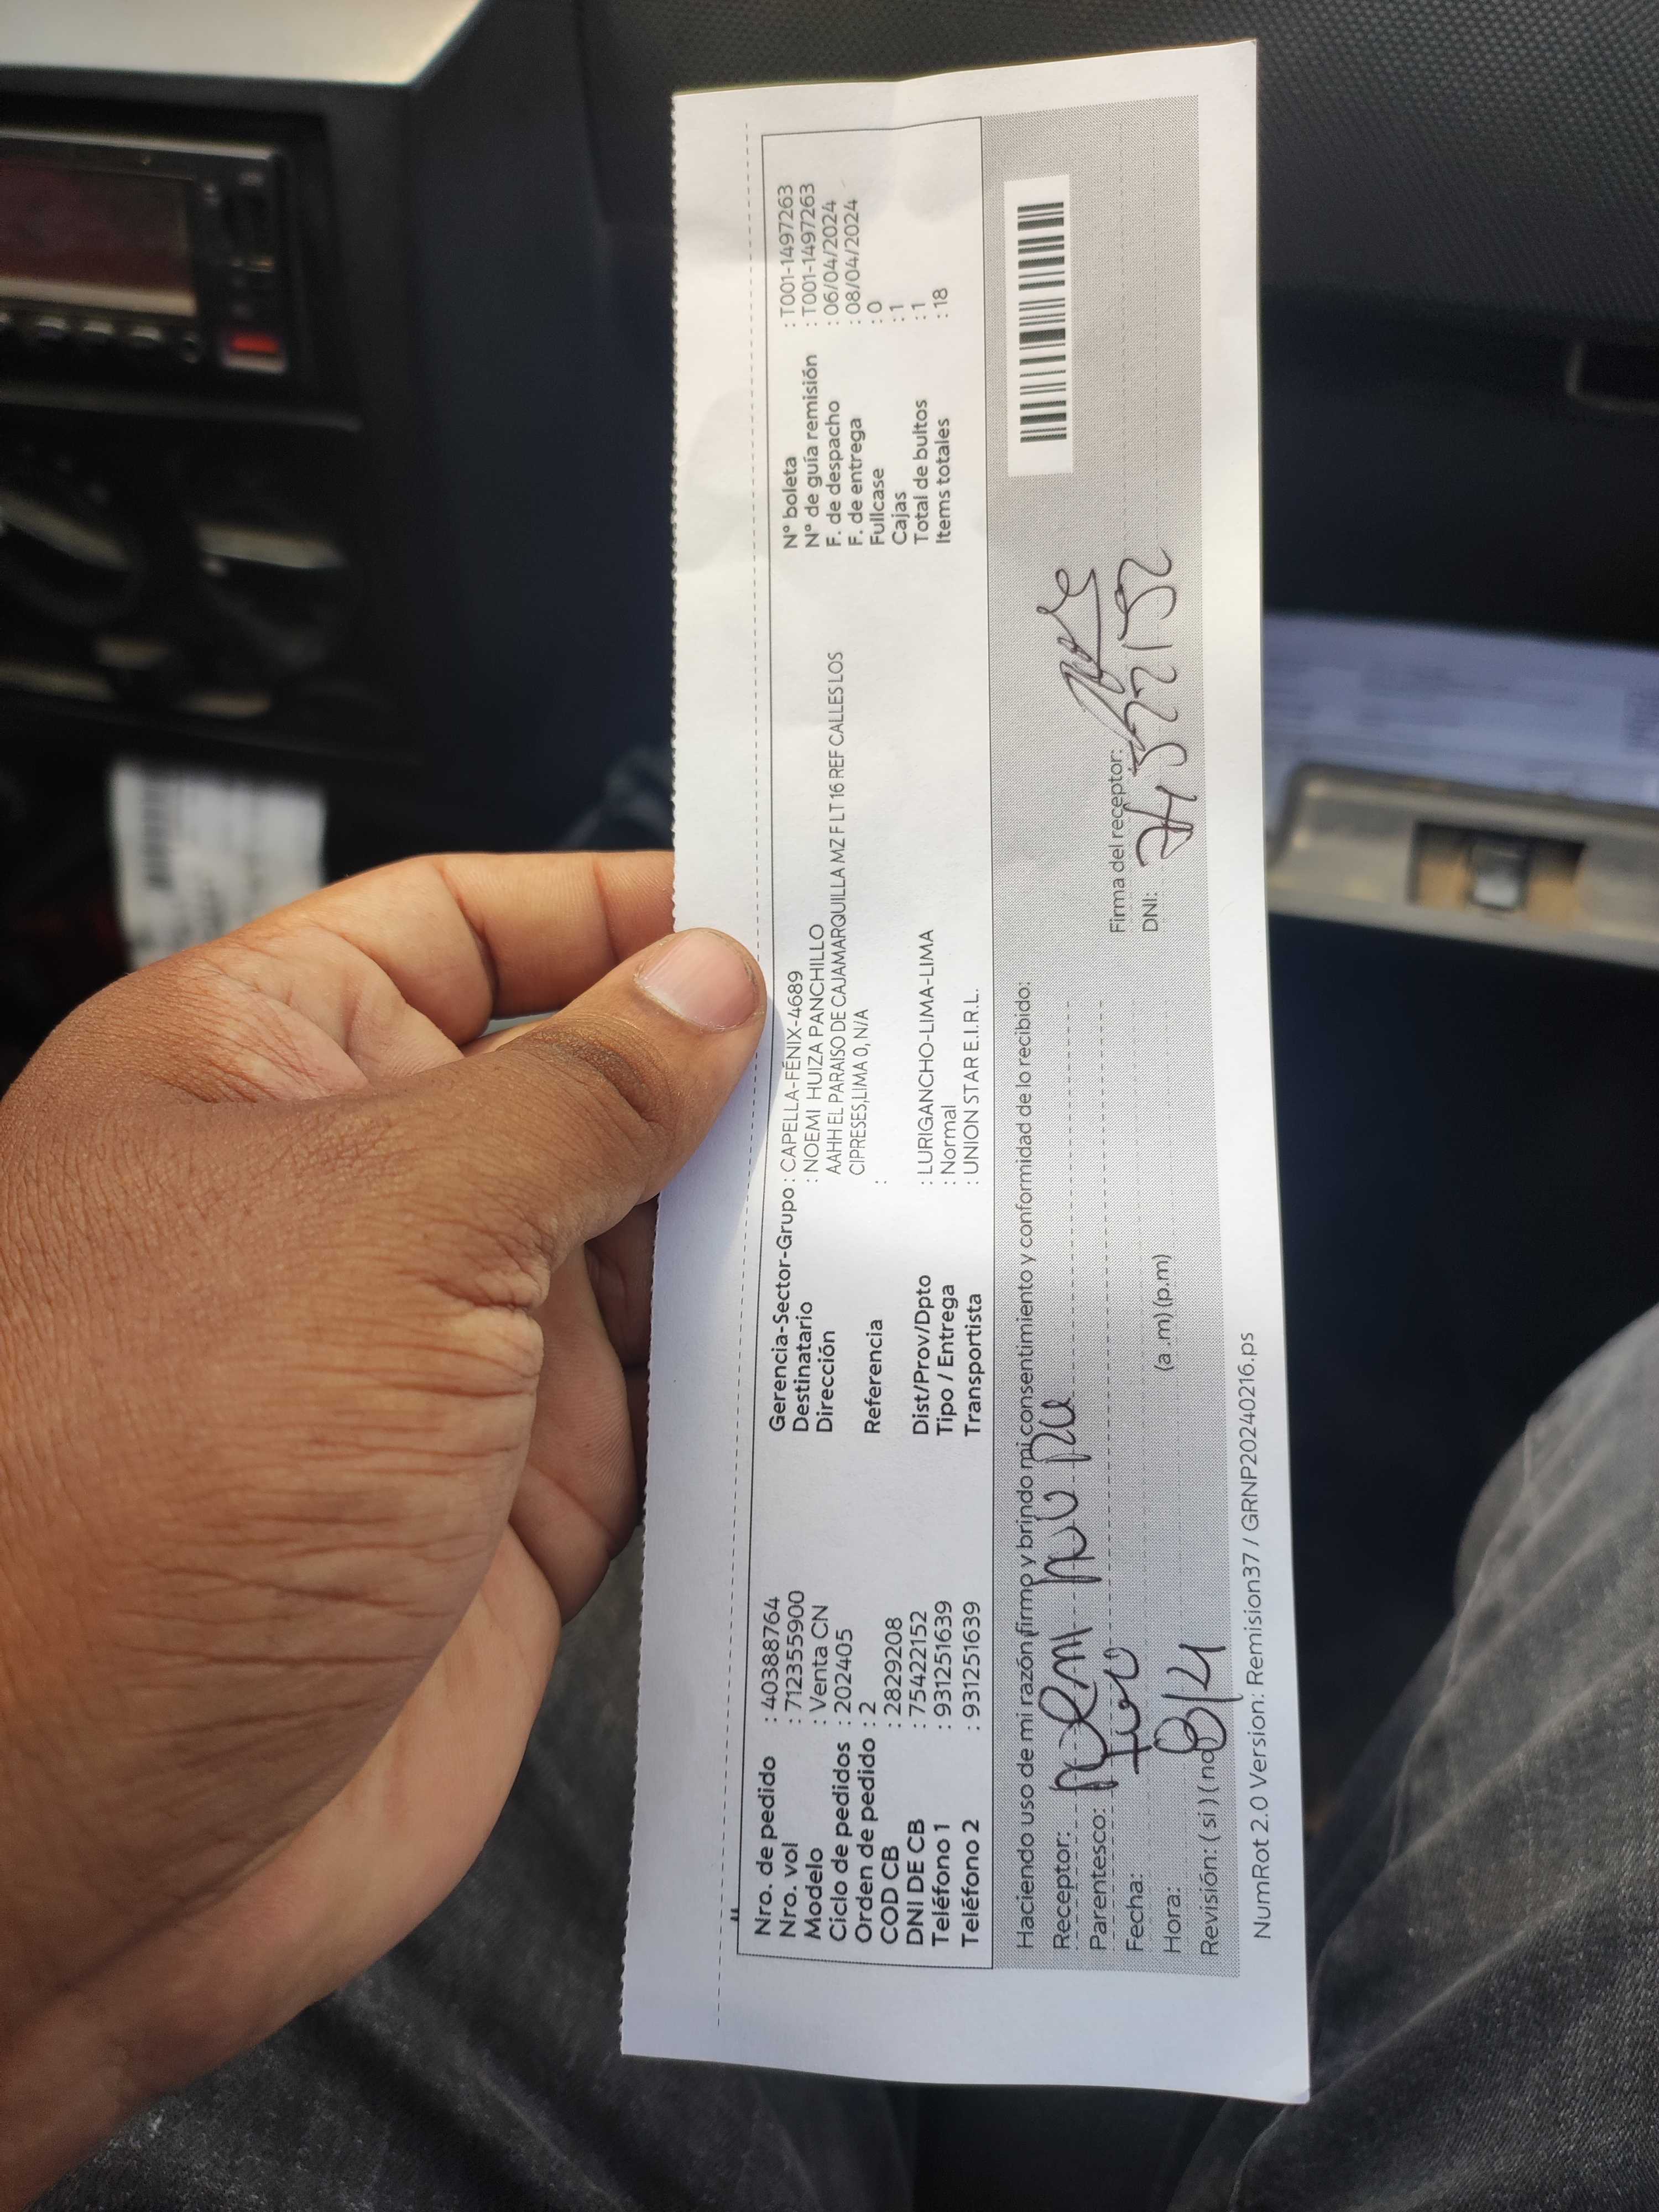 Nro. de pedido : 40388764
Nro. vol : 712355900
Modelo : Venta CN
Ciclo de pedidos : 202405
Orden de pedido : 2
COD CB : 2829208
DNI DE CB : 75422152
Teléfono 1 : 931251639
Teléfono 2 : 931251639
Gerencia-Sector-Grupo : CAPELLA-FÉNIX-4689
Destinatario : NOEMI HUIZA PANCHILLO
Dirección AAHH EL PARAISO DE CAJAMARQUILLA MZ F LT 16 REF CALLES LOS
CIPRESES,LIMA 0, N/A
Referencia :
Dist/Prov/Dpto : LURIGANCHO-LIMA-LIMA
Tipo / Entrega : Normal
Transportista : UNION STAR E.I.R.L.
N° boleta : T001-1497263
N° de guía remisión : T001-1497263
F. de despacho : 06/04/2024
F. de entrega : 08/04/2024
Fullcase : 0
Cajas : 1
Total de bultos : 1
Items totales : 18
Haciendo uso de mi razón firmo y brindo mi consentimiento y conformidad de lo recibido:
Receptor:
Parentesco:
Fecha: 8/4
Hora: (a .m) (p.m)
Revisión: ( si ) ( no )
Firma del receptor:
DNI:
NumRot 2.0 Version: Remision37 / GRNP20240216.ps